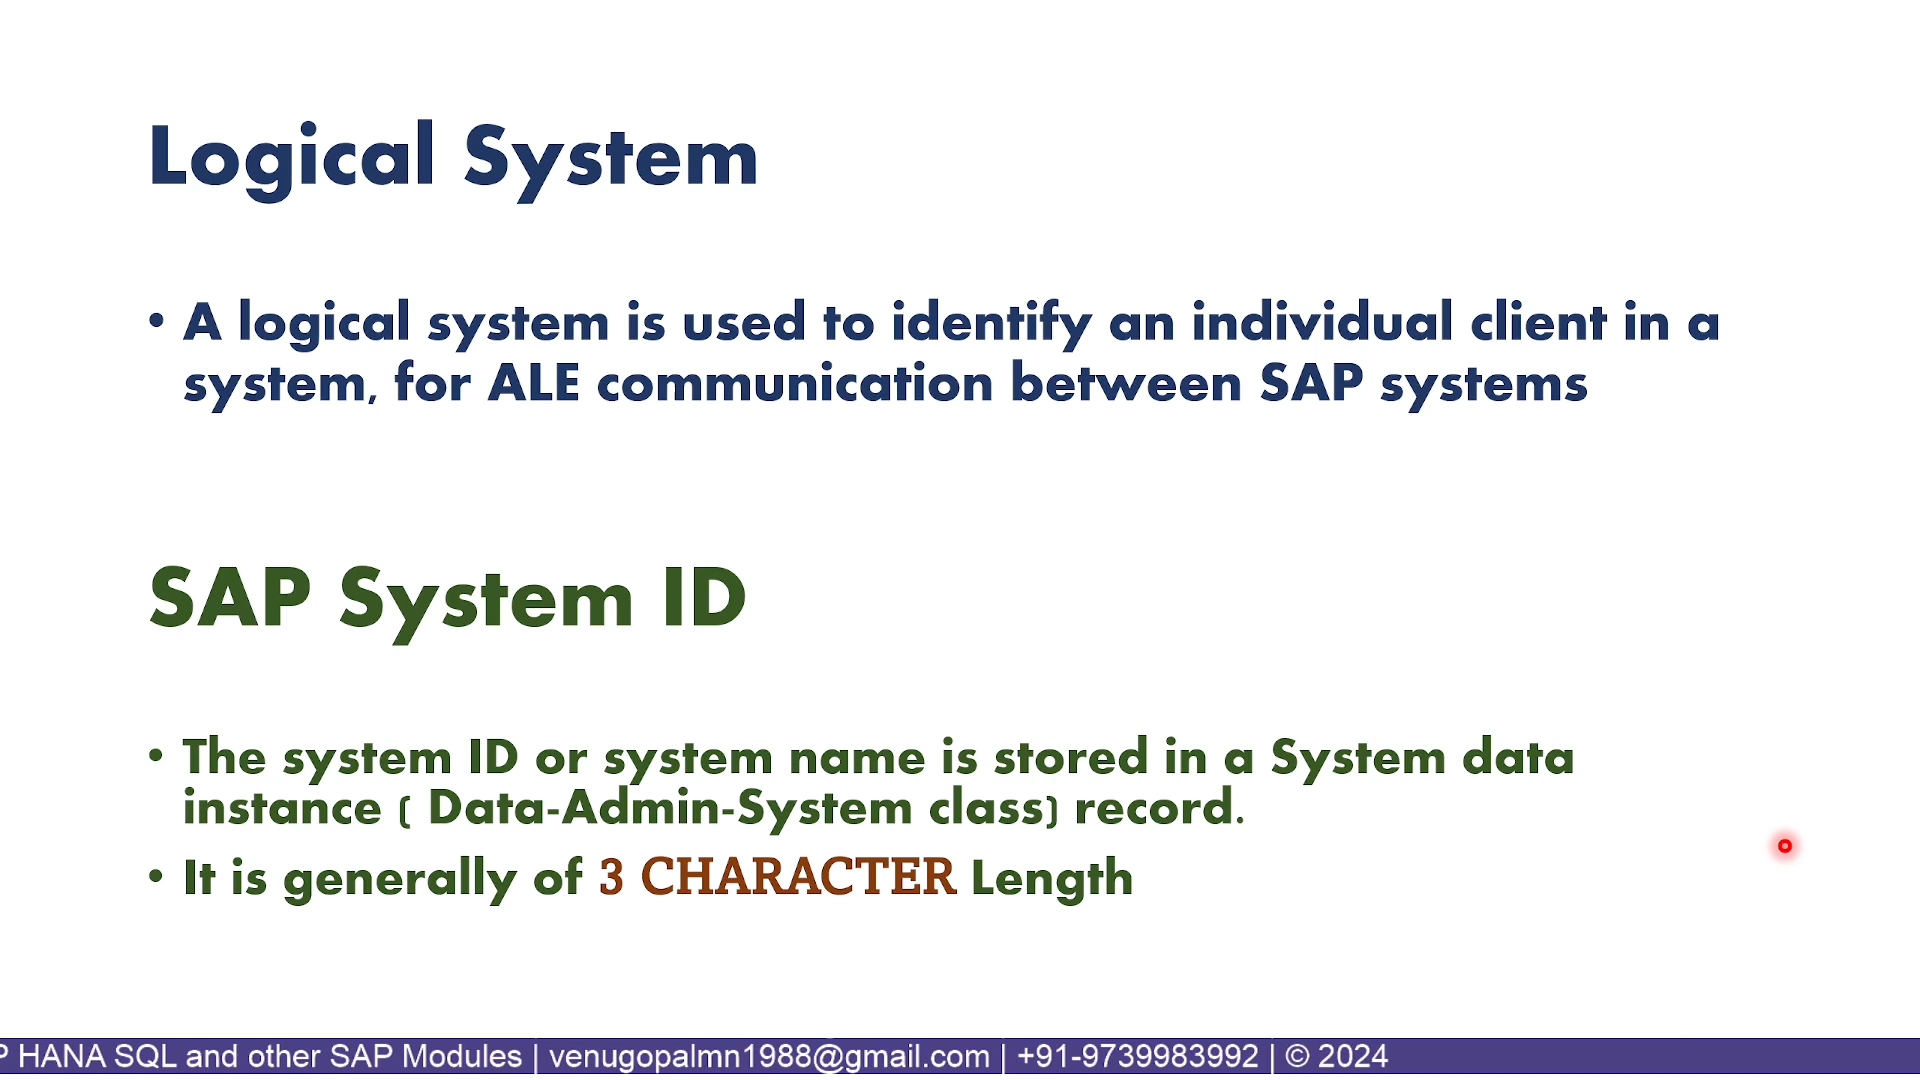 Logical System
• A logical system is used to identify an individual client in a
system, for ALE communication between SAP systems
SAP System ID
• The system ID or system name is stored in a System data
instance ( Data-Admin-System class) record.
• It is generally of 3 CHARACTER Length
P HANA SQL and other SAP Modules | venugopalmn1988@gmail.com | +91-9739983992 | © 2024